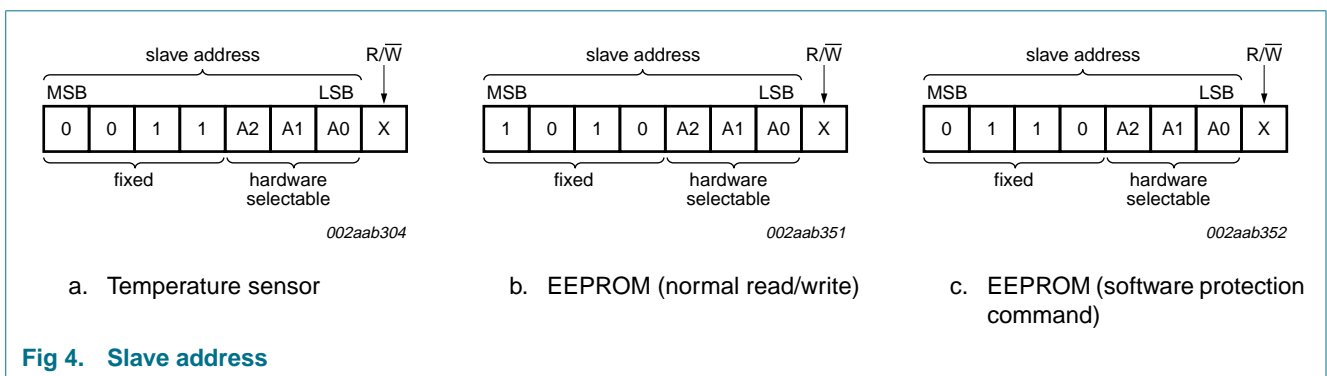 slave address R/W̅
MSB LSB
0 0 1 1 A2 A1 A0 X
fixed hardware
selectable
002aab304
a. Temperature sensor
slave address R/W̅
MSB LSB
1 0 1 0 A2 A1 A0 X
fixed hardware
selectable
002aab351
b. EEPROM (normal read/write)
slave address R/W̅
MSB LSB
0 1 1 0 A2 A1 A0 X
fixed hardware
selectable
002aab352
c. EEPROM (software protection
command)
Fig 4. Slave address